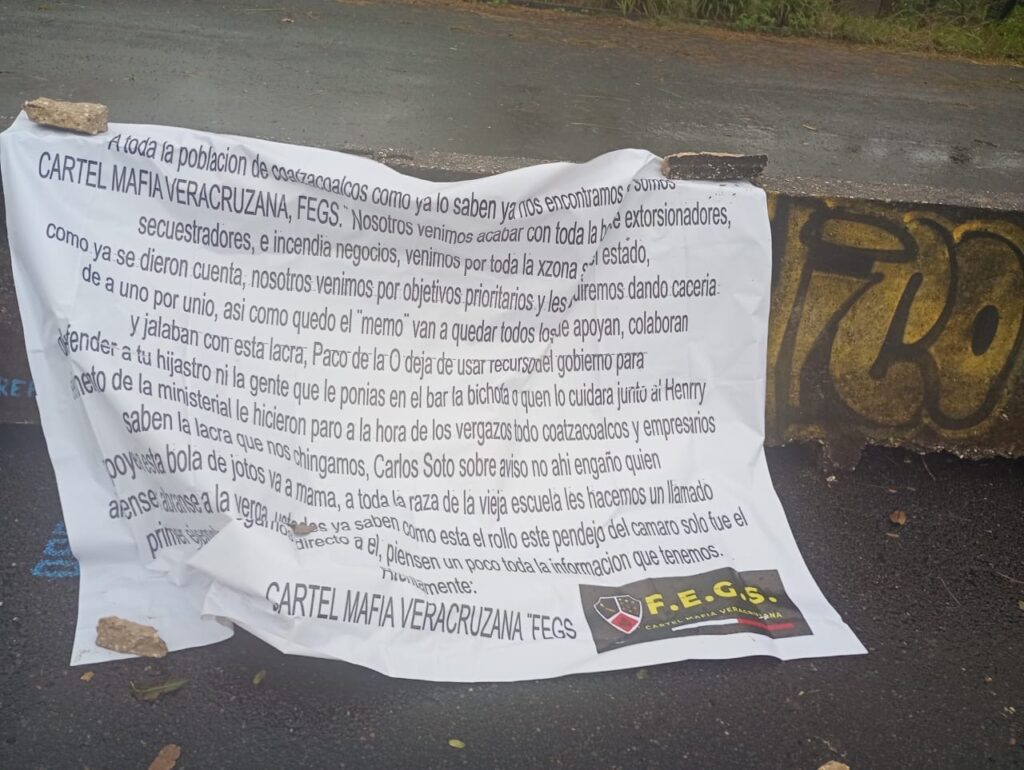 A toda la poblacion de coatzacoalcos como ya lo saben ya nos encontramos somos
CARTEL MAFIA VERACRUZANA, FEGS." Nosotros venimos acabar con toda la extorsionadores,
secuestradores, e incendia negocios, venimos por toda la xzona estado,
como ya se dieron cuenta, nosotros venimos por objetivos prioritarios y les dando caceria
de a uno por unio, asi como quedo el "memo" van a quedar todos los apoyan, colaboran
y jalaban con esta lacra, Paco de la O deja de usar recurso del gobierno para
defender a tu hijastro ni la gente que le ponias en el bar la bichota o quen lo cuidara junto al Henrry
de la ministerial le hicieron paro a la hora de los vergazos todo coatzacoalcos y empresarios
saben la lacra que nos chingamos, Carlos Soto sobre aviso no ahi engaño quien
esta bola de jotos va a mama, a toda la raza de la vieja escuela les hacemos un llamado
a la verga ya saben como esta el rollo este pendejo del camaro solo fue el
prime directo a el, piensen un poco toda la informacion que tenemos.
CARTEL MAFIA VERACRUZANA "FEGS
F.E.G.S.
CARTEL MAFIA VERACRUZANA